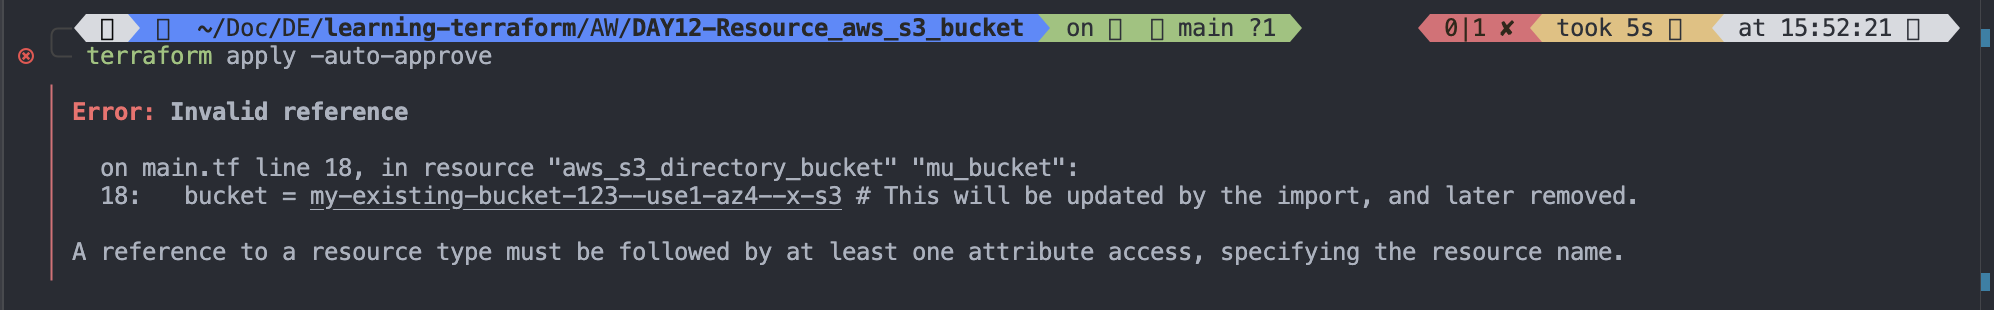 ~/Doc/DE/learning-terraform/AW/DAY12-Resource_aws_s3_bucket on main ?1 0|1 ✘ took 5s at 15:52:21
terraform apply -auto-approve
Error: Invalid reference
on main.tf line 18, in resource "aws_s3_directory_bucket" "mu_bucket":
18: bucket = my-existing-bucket-123--use1-az4--x-s3 # This will be updated by the import, and later removed.
A reference to a resource type must be followed by at least one attribute access, specifying the resource name.